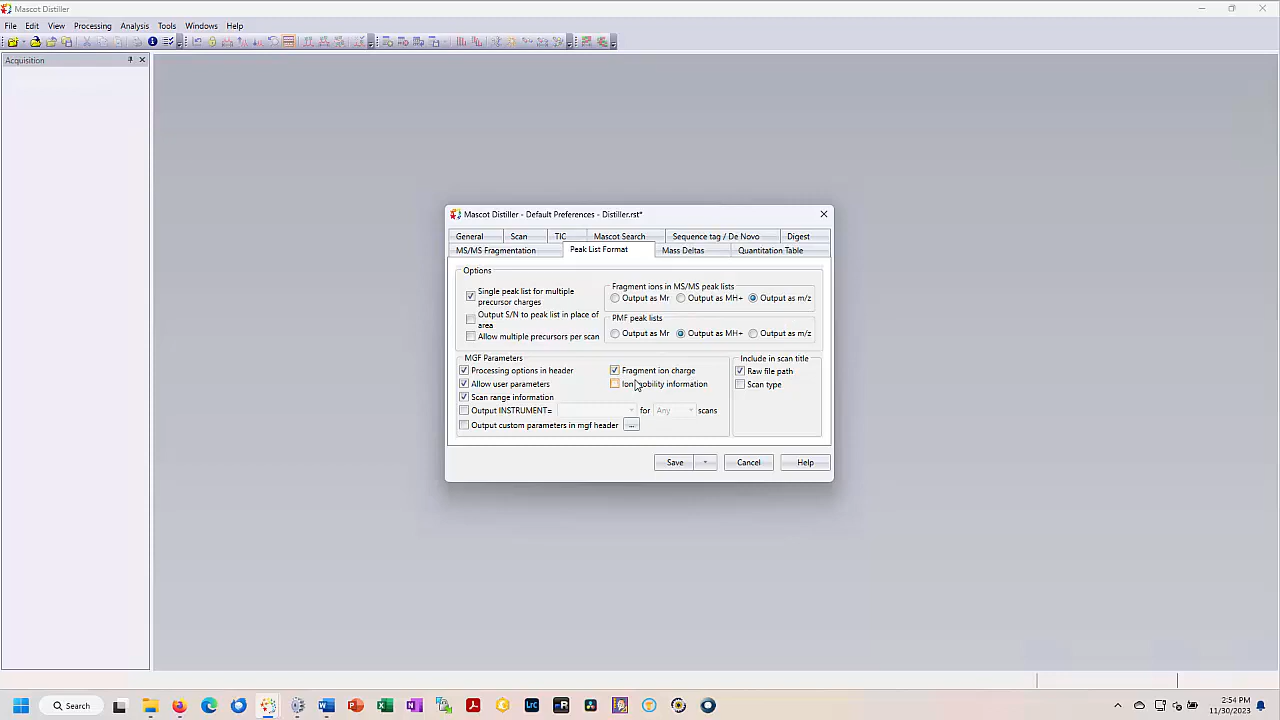 Mascot Distiller
File Edit View Processing Analysis Tools Windows Help
Acquisition
Mascot Distiller - Default Preferences - Distiller.rst*
General Scan TIC Mascot Search Sequence tag / De Novo Digest
MS/MS Fragmentation Peak List Format Mass Deltas Quantitation Table
Options
Single peak list for multiple
precursor charges
Output S/N to peak list in place of
area
Allow multiple precursors per scan
Fragment ions in MS/MS peak lists
Output as Mr Output as MH+ Output as m/z
PMF peak lists
Output as Mr Output as MH+ Output as m/z
MGF Parameters
Processing options in header Fragment ion charge
Allow user parameters Ion mobility information
Scan range information
Output INSTRUMENT= for Any scans
Output custom parameters in mgf header ...
Include in scan title
Raw file path
Scan type
Save Cancel Help
Search
2:54 PM
11/30/2023